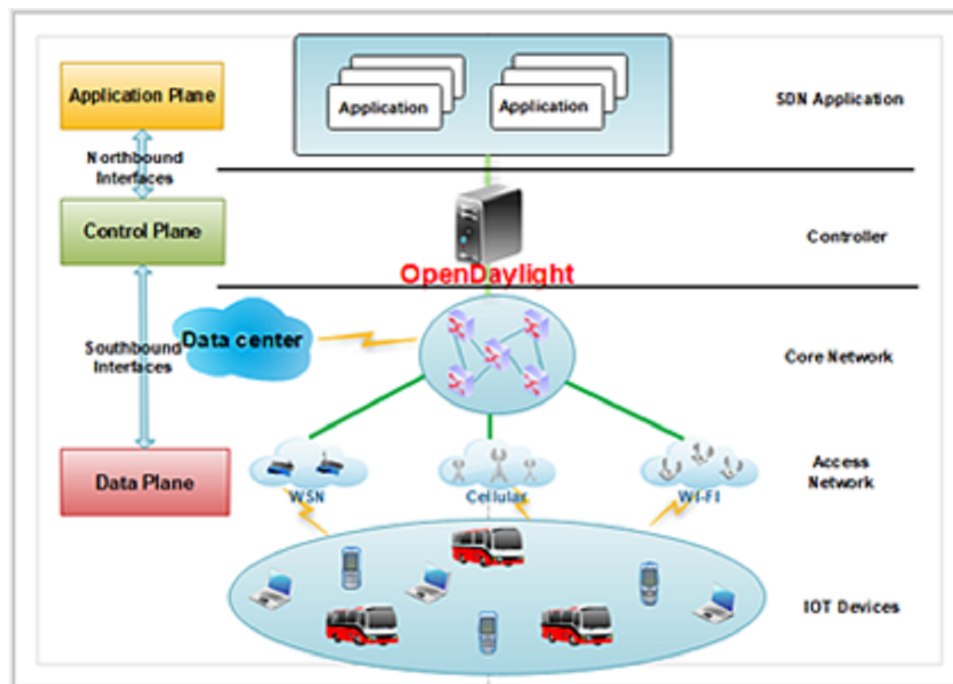 Application Plane
Northbound
Interfaces
Control Plane
Southbound
Interfaces
Data Plane
Application
Application
SDN Application
OpenDaylight
Controller
Data center
Core Network
WSN
Cellular
WI-FI
Access
Network
IOT Devices